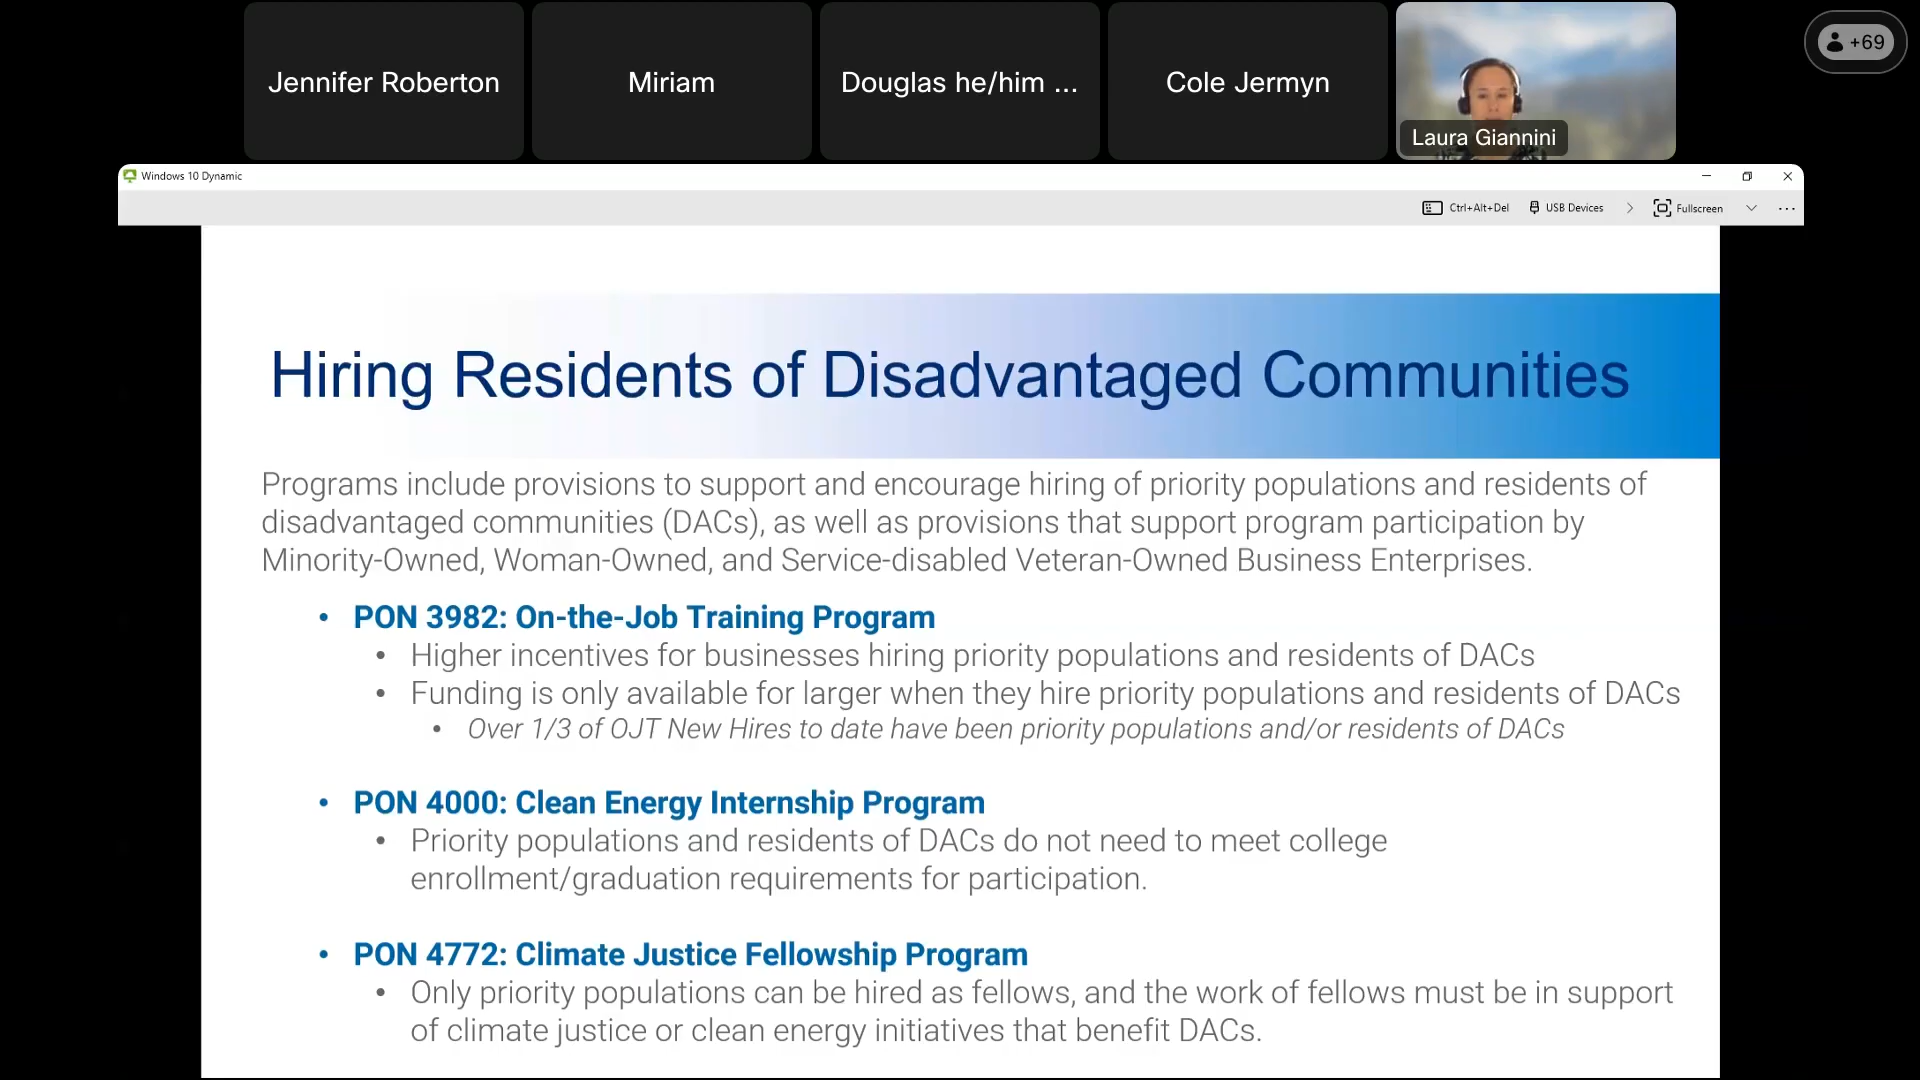 Jennifer Roberton
Miriam
Douglas he/him ...
Cole Jermyn
Laura Giannini
+69
Windows 10 Dynamic
Ctrl+Alt+Del
USB Devices
Fullscreen
Hiring Residents of Disadvantaged Communities
Programs include provisions to support and encourage hiring of priority populations and residents of
disadvantaged communities (DACs), as well as provisions that support program participation by
Minority-Owned, Woman-Owned, and Service-disabled Veteran-Owned Business Enterprises.
• PON 3982: On-the-Job Training Program
• Higher incentives for businesses hiring priority populations and residents of DACs
• Funding is only available for larger when they hire priority populations and residents of DACs
• Over 1/3 of OJT New Hires to date have been priority populations and/or residents of DACs
• PON 4000: Clean Energy Internship Program
• Priority populations and residents of DACs do not need to meet college
enrollment/graduation requirements for participation.
• PON 4772: Climate Justice Fellowship Program
• Only priority populations can be hired as fellows, and the work of fellows must be in support
of climate justice or clean energy initiatives that benefit DACs.